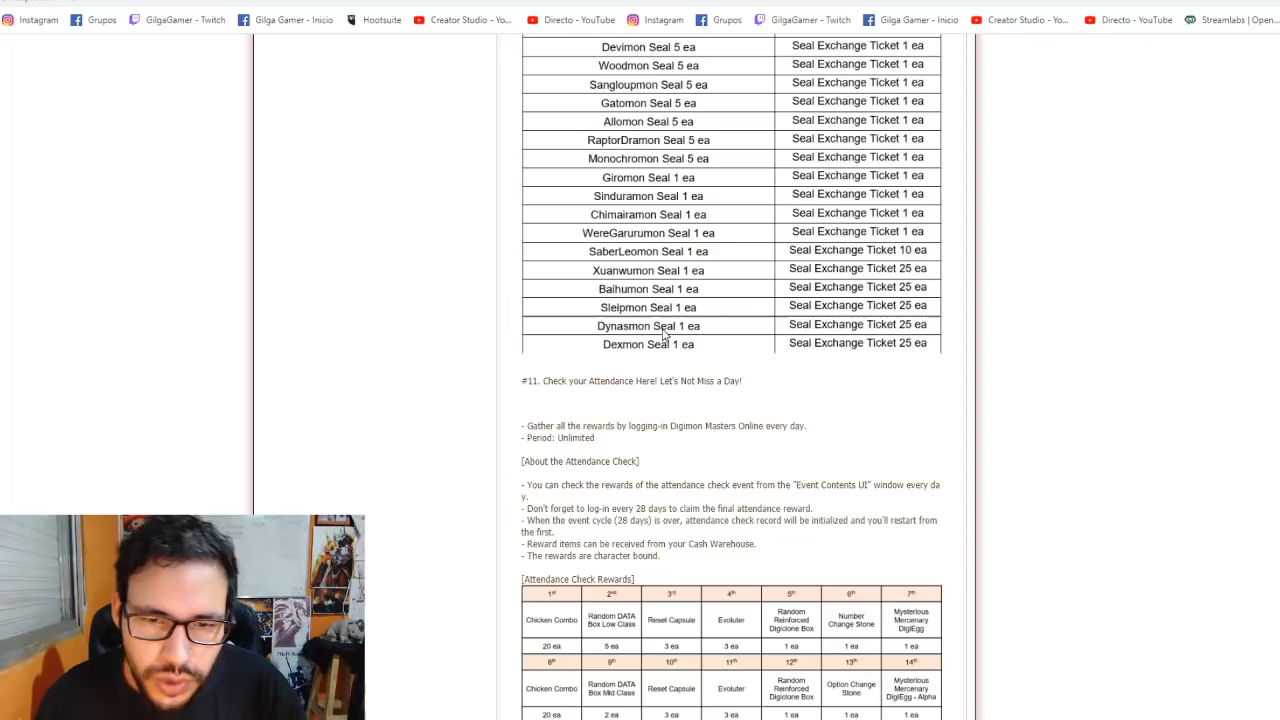 Instagram Grupos GilgaGamer - Twitch Gilga Gamer - Inicio Hootsuite Creator Studio - Yo... Directo - YouTube Instagram Grupos GilgaGamer - Twitch Gilga Gamer - Inicio Creator Studio - Yo... Directo - YouTube Streamlabs | Open...
Devimon Seal 5 ea Seal Exchange Ticket 1 ea
Woodmon Seal 5 ea Seal Exchange Ticket 1 ea
Sangloupmon Seal 5 ea Seal Exchange Ticket 1 ea
Gatomon Seal 5 ea Seal Exchange Ticket 1 ea
Allomon Seal 5 ea Seal Exchange Ticket 1 ea
RaptorDramon Seal 5 ea Seal Exchange Ticket 1 ea
Monochromon Seal 5 ea Seal Exchange Ticket 1 ea
Giromon Seal 1 ea Seal Exchange Ticket 1 ea
Sinduramon Seal 1 ea Seal Exchange Ticket 1 ea
Chimairamon Seal 1 ea Seal Exchange Ticket 1 ea
WereGarurumon Seal 1 ea Seal Exchange Ticket 1 ea
SaberLeomon Seal 1 ea Seal Exchange Ticket 10 ea
Xuanwumon Seal 1 ea Seal Exchange Ticket 25 ea
Baihumon Seal 1 ea Seal Exchange Ticket 25 ea
Sleipmon Seal 1 ea Seal Exchange Ticket 25 ea
Dynasmon Seal 1 ea Seal Exchange Ticket 25 ea
Dexmon Seal 1 ea Seal Exchange Ticket 25 ea
#11. Check your Attendance Here! Let's Not Miss a Day!
- Gather all the rewards by logging-in Digimon Masters Online every day.
- Period: Unlimited
[About the Attendance Check]
- You can check the rewards of the attendance check event from the "Event Contents UI" window every da
y.
- Don't forget to log-in every 28 days to claim the final attendance reward.
- When the event cycle (28 days) is over, attendance check record will be initialized and you'll restart from
the first.
- Reward items can be received from your Cash Warehouse.
- The rewards are character bound.
[Attendance Check Rewards]
1st 2nd 3rd 4th 5th 6th 7th
Chicken Combo Random DATA Box Low Class Reset Capsule Evoluter Random Reinforced Digiclone Box Number Change Stone Mysterious Mercenary DigiEgg
20 ea 5 ea 3 ea 3 ea 1 ea 1 ea 1 ea
8th 9th 10th 11th 12th 13th 14th
Chicken Combo Random DATA Box Mid Class Reset Capsule Evoluter Random Reinforced Digiclone Box Option Change Stone Mysterious Mercenary DigiEgg - Alpha
20 ea 2 ea 3 ea 3 ea 1 ea 1 ea 1 ea